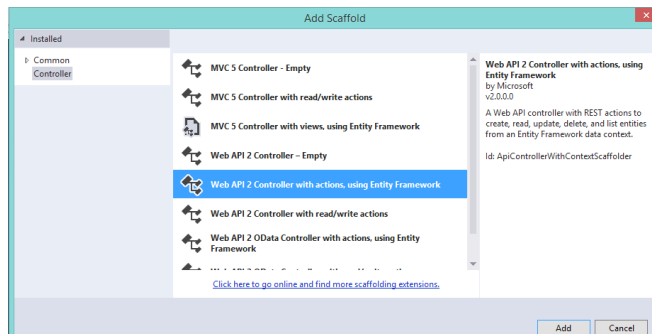 Add Scaffold
Installed
Common
Controller
MVC 5 Controller - Empty
MVC 5 Controller with read/write actions
MVC 5 Controller with views, using Entity Framework
Web API 2 Controller – Empty
Web API 2 Controller with actions, using Entity Framework
Web API 2 Controller with read/write actions
Web API 2 OData Controller with actions, using Entity
Framework
Click here to go online and find more scaffolding extensions.
Web API 2 Controller with actions, using
Entity Framework
by Microsoft
v2.0.0.0
A Web API controller with REST actions to
create, read, update, delete, and list entities
from an Entity Framework data context.
Id: ApiControllerWithContextScaffolder
Add
Cancel